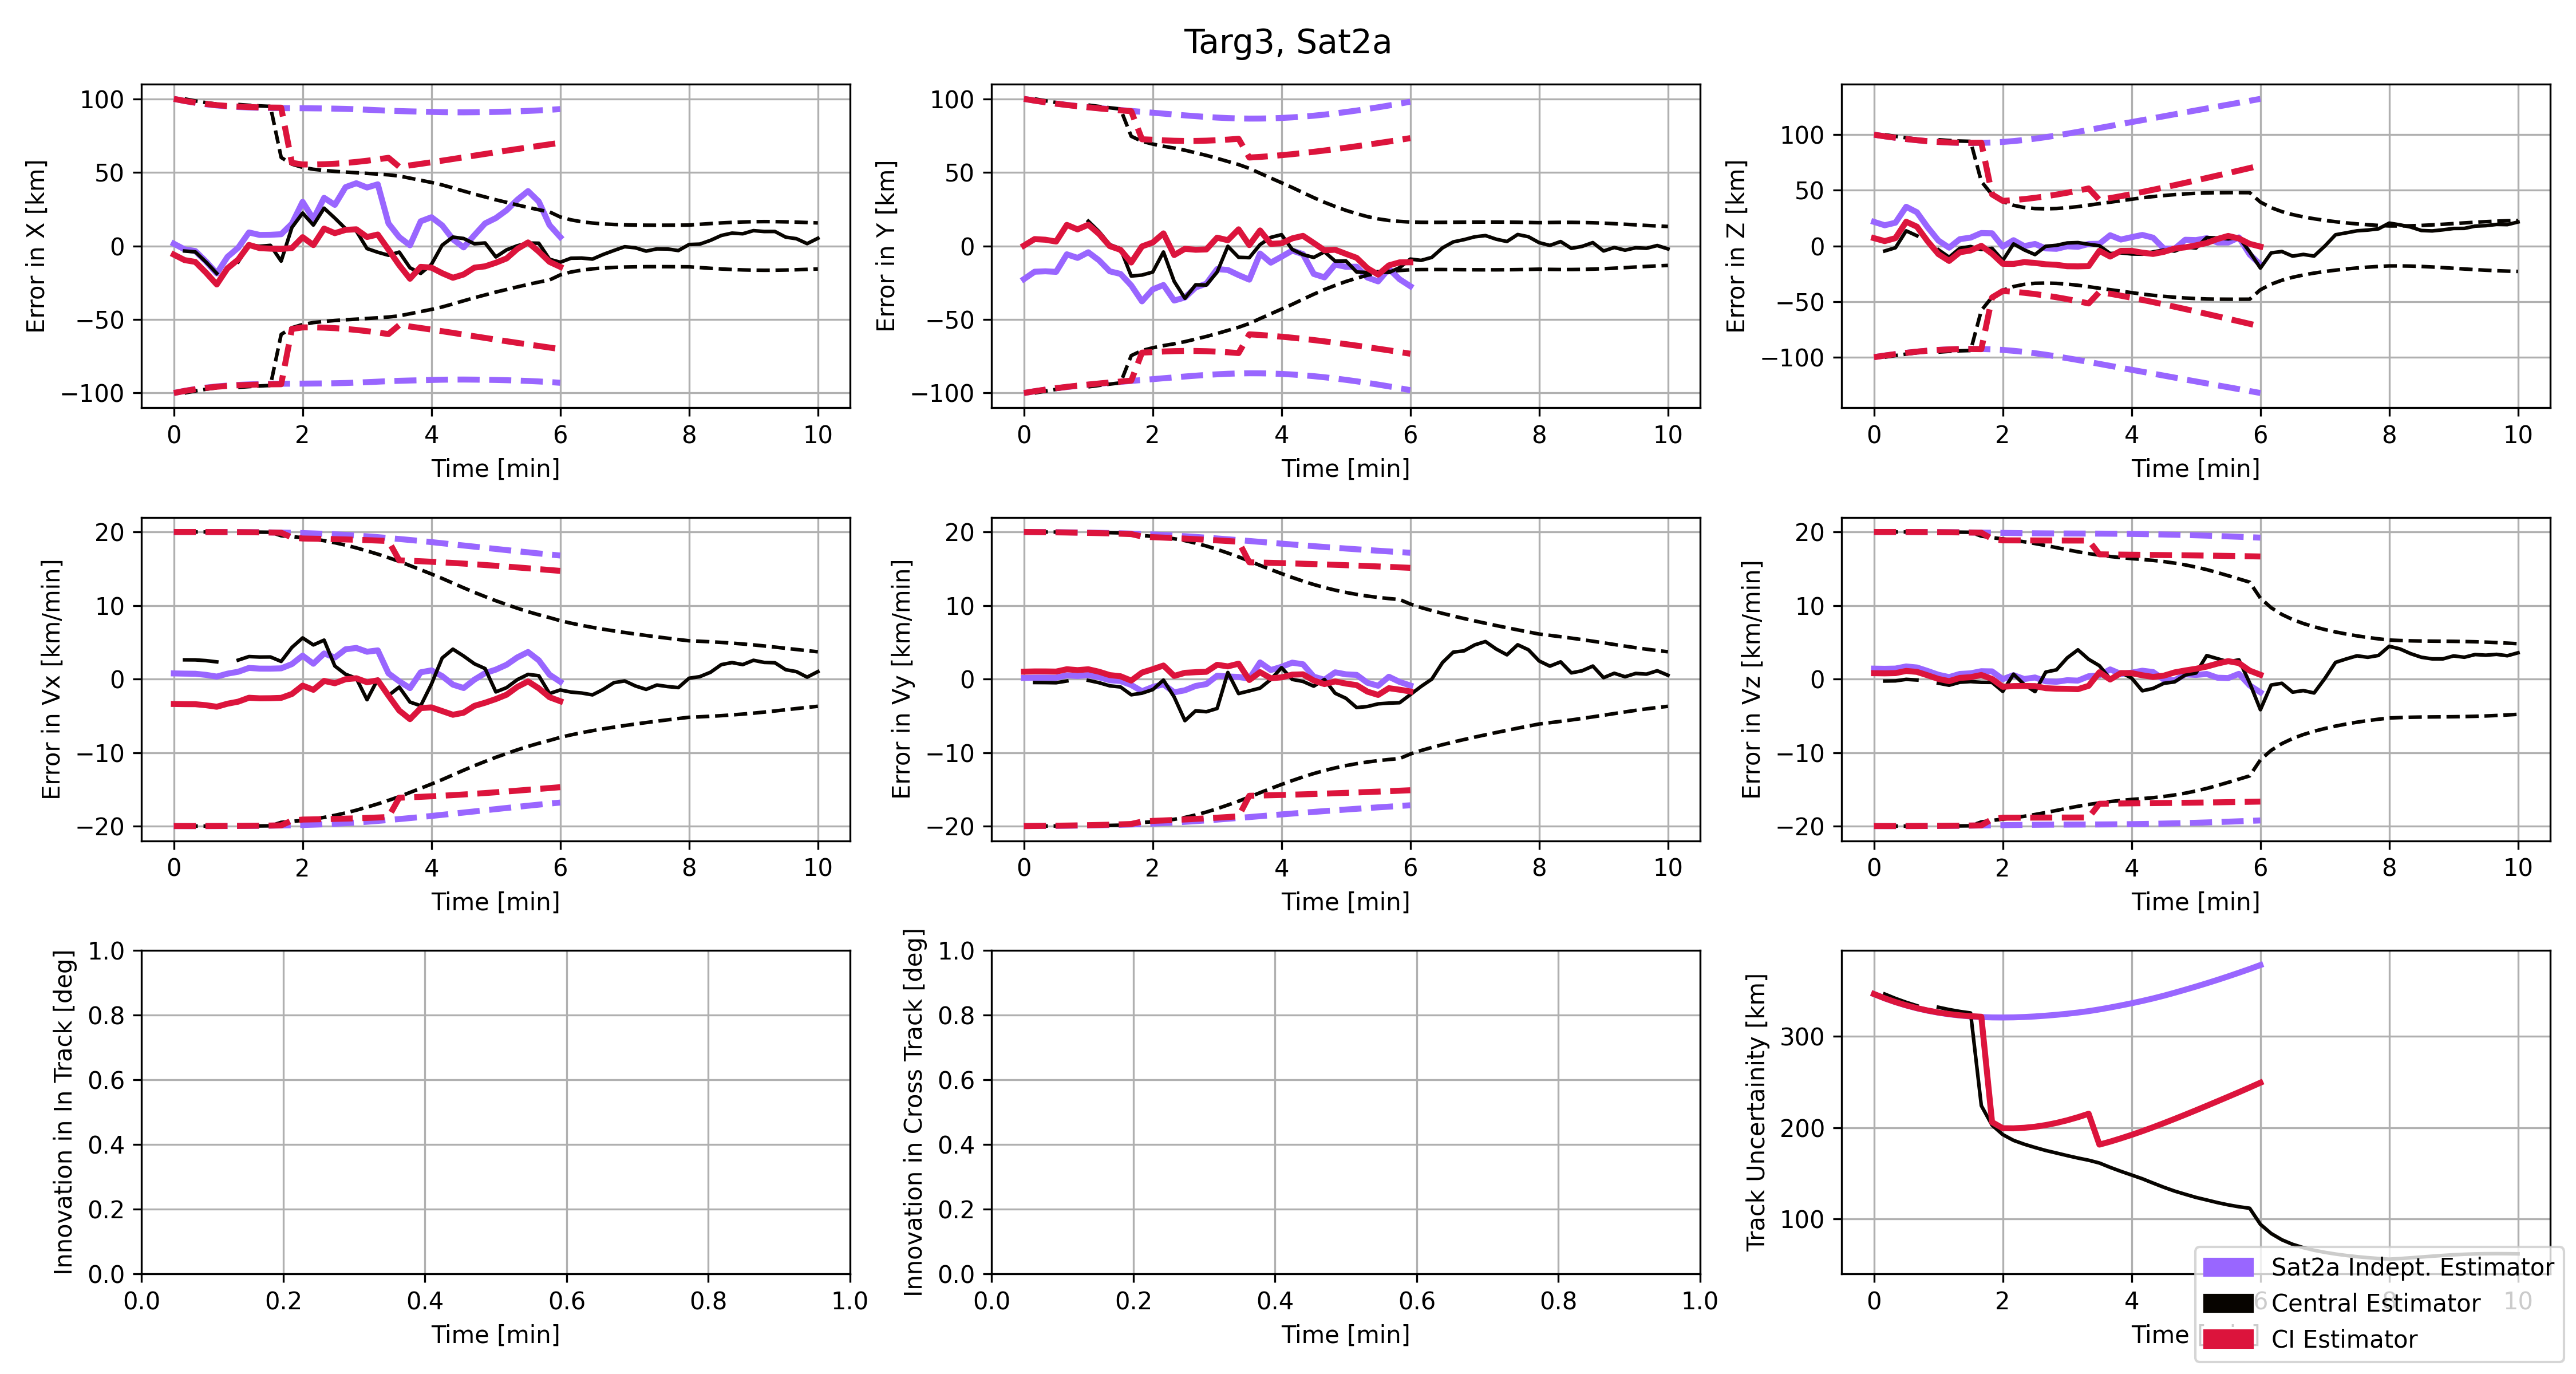 Targ3, Sat2a
Error in X [km]
100
50
0
−50
−100
0 2 4 6 8 10
Time [min]
Error in Y [km]
100
50
0
−50
−100
0 2 4 6 8 10
Time [min]
Error in Z [km]
100
50
0
−50
−100
0 2 4 6 8 10
Time [min]
Error in Vx [km/min]
20
10
0
−10
−20
0 2 4 6 8 10
Time [min]
Error in Vy [km/min]
20
10
0
−10
−20
0 2 4 6 8 10
Time [min]
Error in Vz [km/min]
20
10
0
−10
−20
0 2 4 6 8 10
Time [min]
Innovation in In Track [deg]
1.0
0.8
0.6
0.4
0.2
0.0
0.0 0.2 0.4 0.6 0.8 1.0
Time [min]
Innovation in Cross Track [deg]
1.0
0.8
0.6
0.4
0.2
0.0
0.0 0.2 0.4 0.6 0.8 1.0
Time [min]
Track Uncertainity [km]
300
200
100
0 2 4 6 8 10
Time
Sat2a Indept. Estimator
Central Estimator
CI Estimator